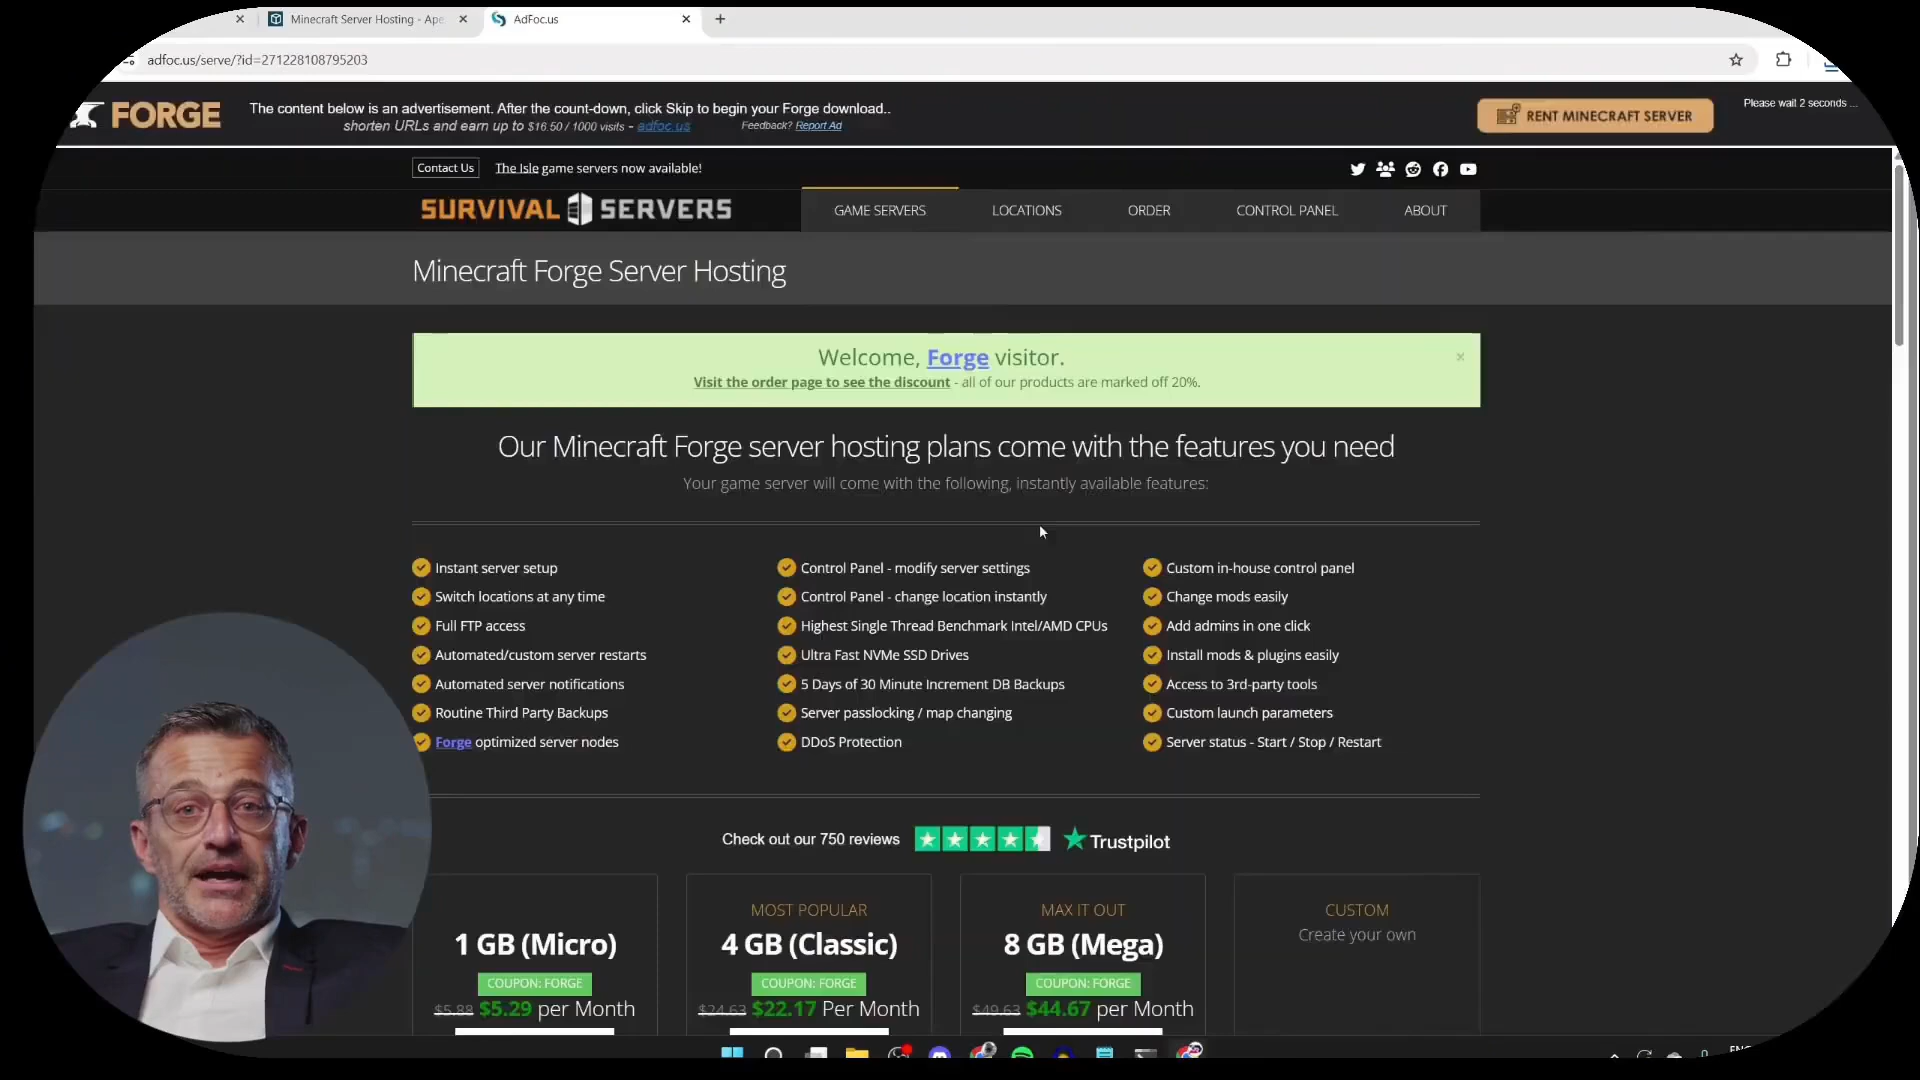 Minecraft Server Hosting - Ape
AdFoc.us
adfoc.us/serve/?id=271228108795203
FORGE
The content below is an advertisement. After the count-down, click Skip to begin your Forge download..
shorten URLs and earn up to $16.50 / 1000 visits - adfoc.us
Feedback? Report Ad
RENT MINECRAFT SERVER
Please wait 2 seconds ...
Contact Us
The Isle game servers now available!
SURVIVAL SERVERS
GAME SERVERS
LOCATIONS
ORDER
CONTROL PANEL
ABOUT
Minecraft Forge Server Hosting
Welcome, Forge visitor.
Visit the order page to see the discount - all of our products are marked off 20%.
Our Minecraft Forge server hosting plans come with the features you need
Your game server will come with the following, instantly available features:
Instant server setup
Switch locations at any time
Full FTP access
Automated/custom server restarts
Automated server notifications
Routine Third Party Backups
Forge optimized server nodes
Control Panel - modify server settings
Control Panel - change location instantly
Highest Single Thread Benchmark Intel/AMD CPUs
Ultra Fast NVMe SSD Drives
5 Days of 30 Minute Increment DB Backups
Server passlocking / map changing
DDoS Protection
Custom in-house control panel
Change mods easily
Add admins in one click
Install mods & plugins easily
Access to 3rd-party tools
Custom launch parameters
Server status - Start / Stop / Restart
Check out our 750 reviews
Trustpilot
1 GB (Micro)
COUPON: FORGE
$5.88 $5.29 per Month
MOST POPULAR
4 GB (Classic)
COUPON: FORGE
$24.63 $22.17 Per Month
MAX IT OUT
8 GB (Mega)
COUPON: FORGE
$49.63 $44.67 per Month
CUSTOM
Create your own